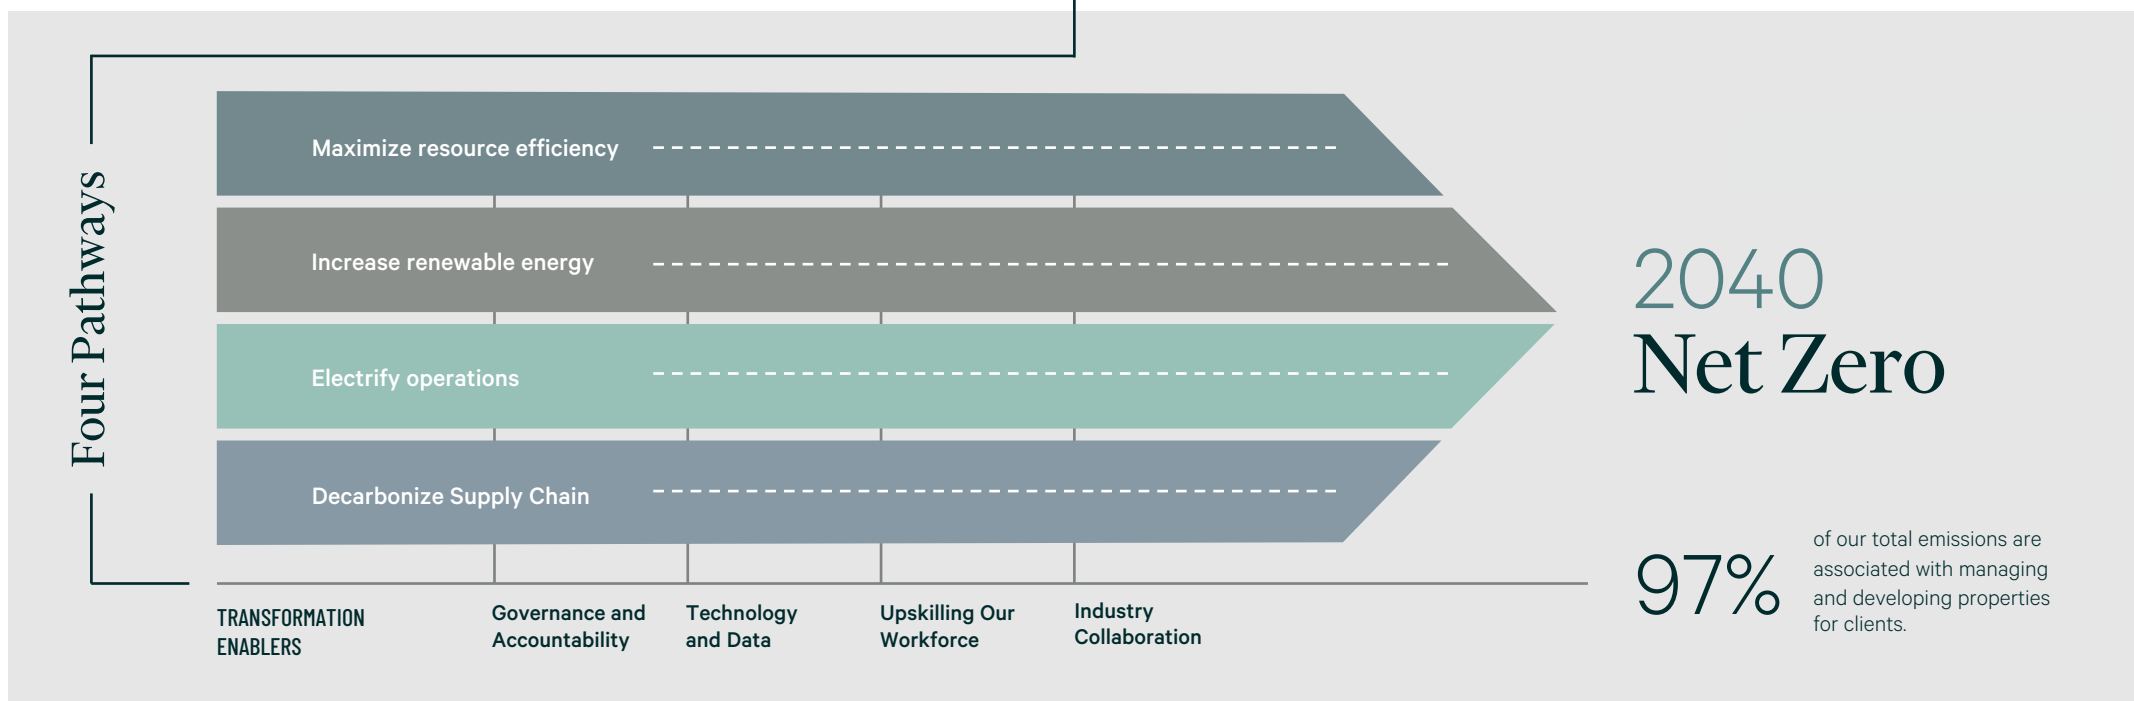 Four Pathways
Maximize resource efficiency
Increase renewable energy
Electrify operations
Decarbonize Supply Chain
2040
Net Zero
97%
of our total emissions are
associated with managing
and developing properties
for clients.
TRANSFORMATION
ENABLERS
Governance and
Accountability
Technology
and Data
Upskilling Our
Workforce
Industry
Collaboration